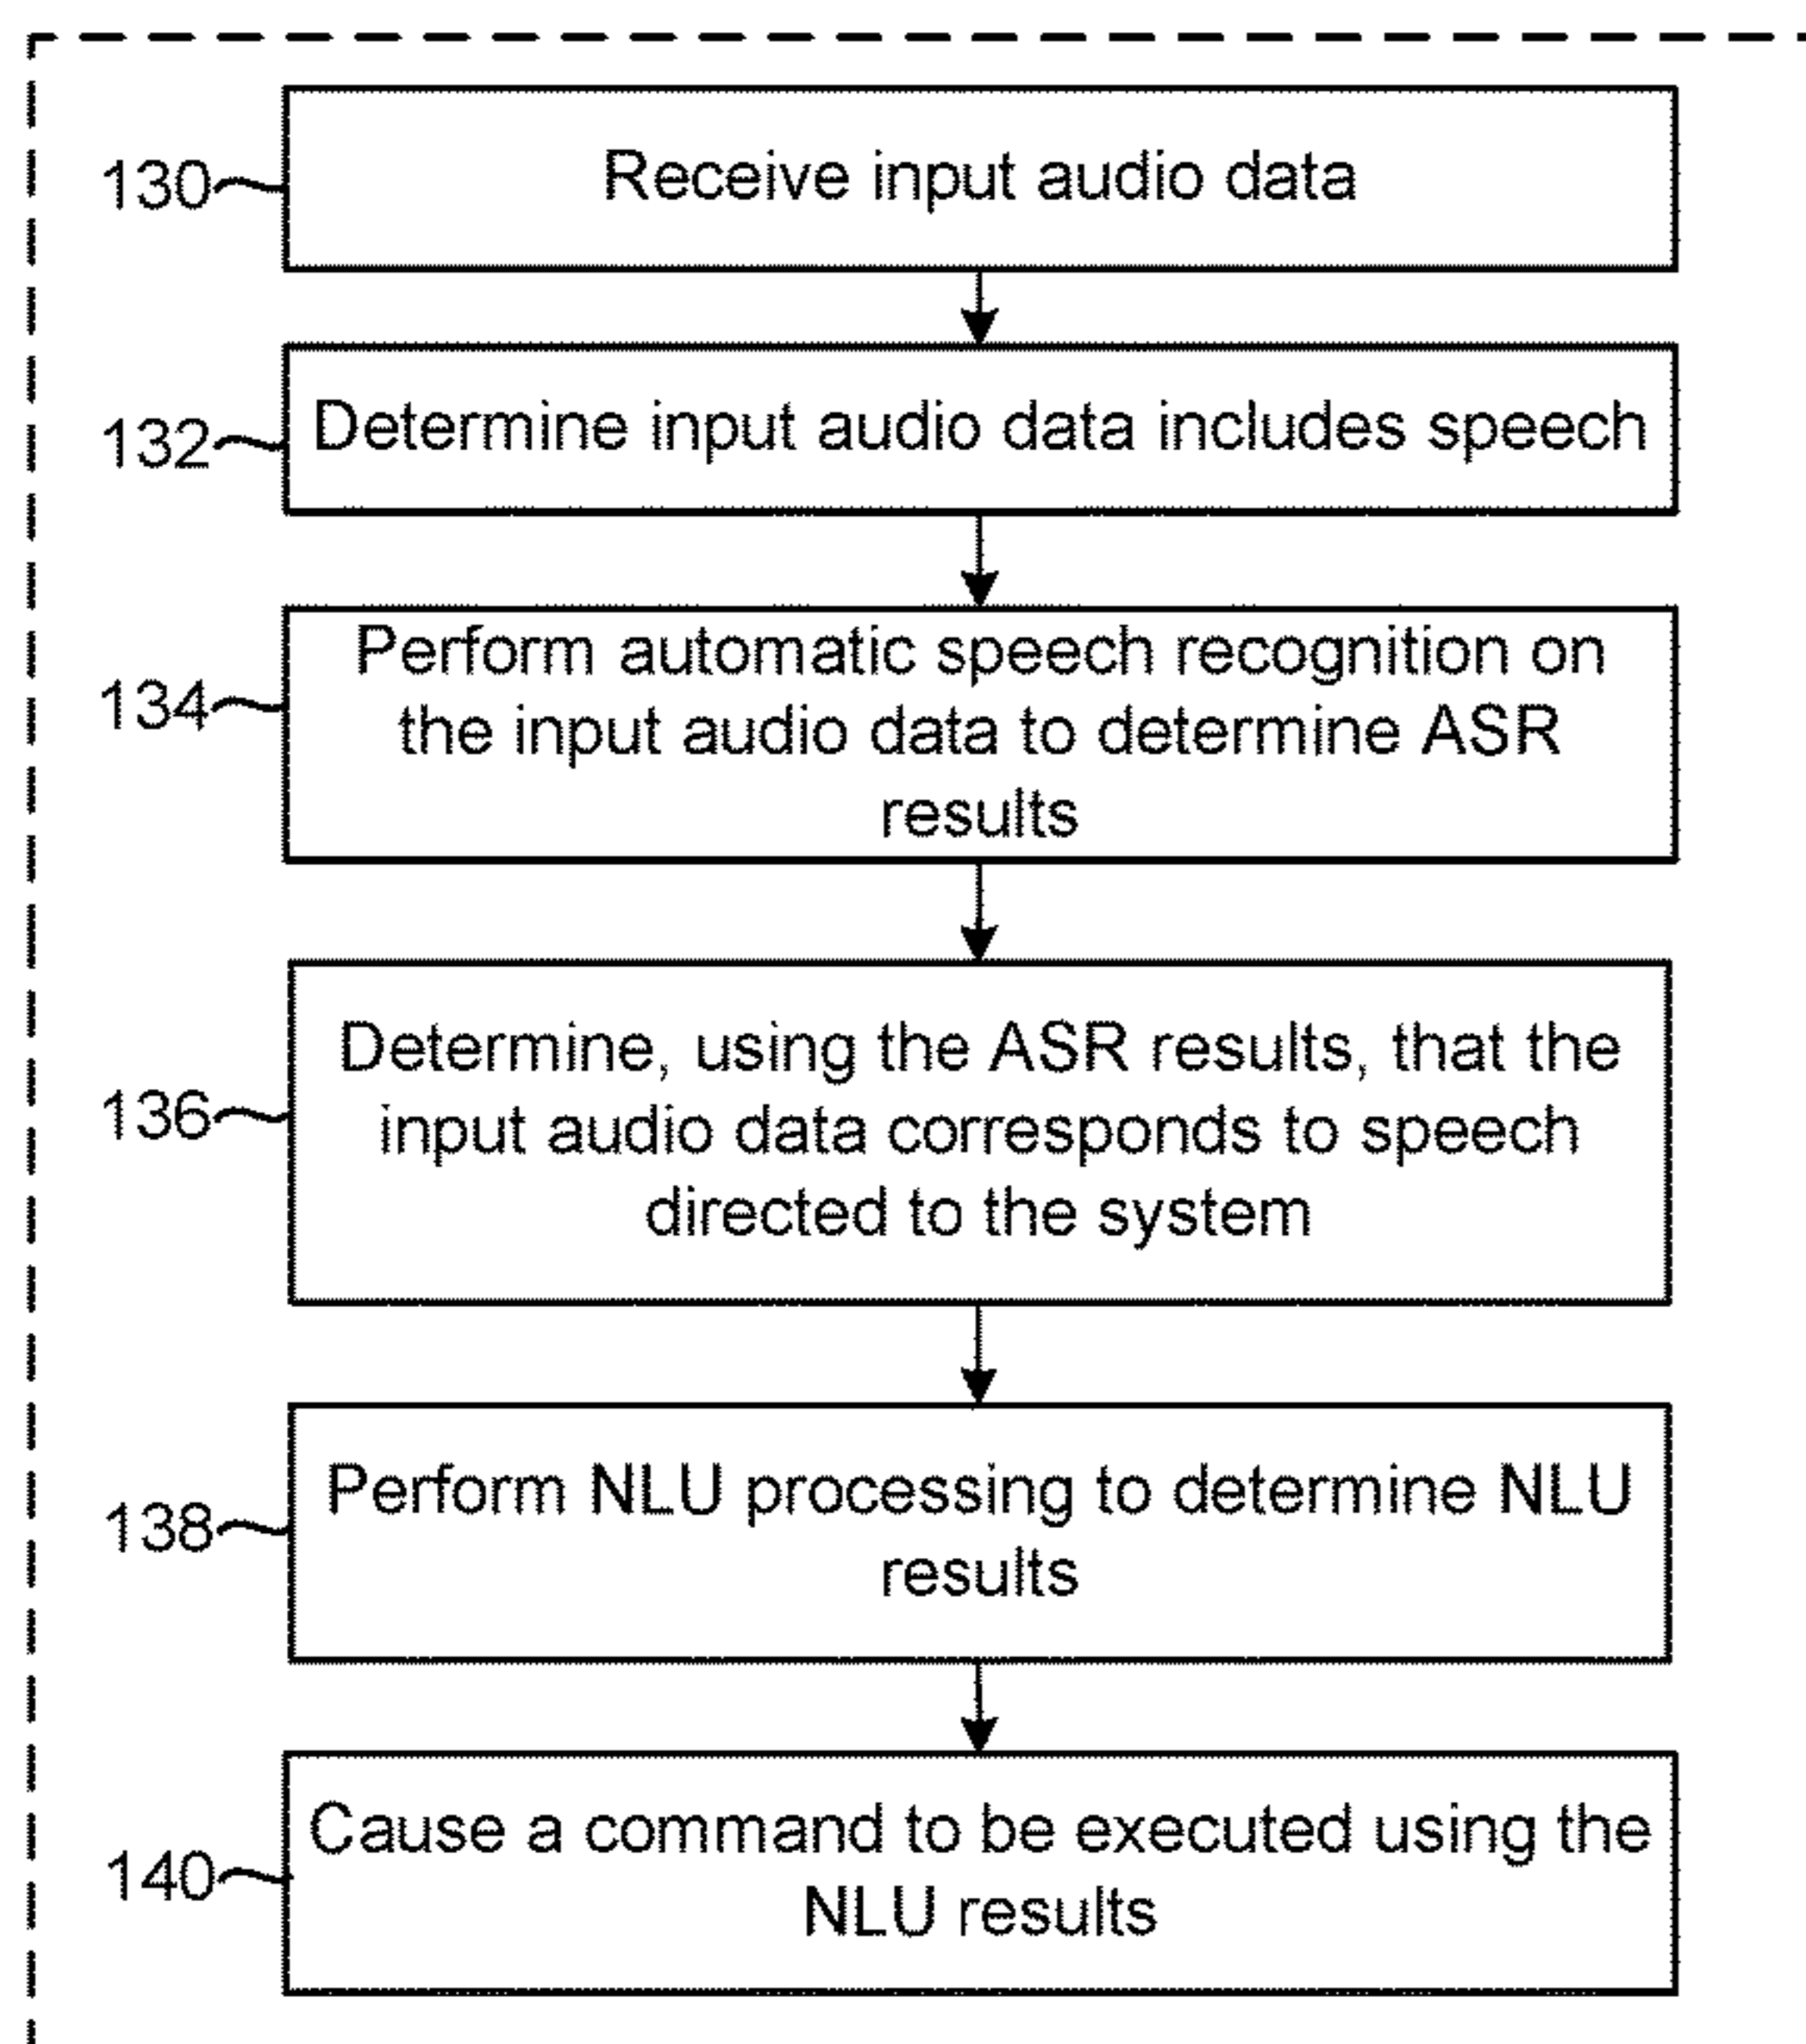 130
Receive input audio data
132
Determine input audio data includes speech
134
Perform automatic speech recognition on
the input audio data to determine ASR
results
136
Determine, using the ASR results, that the
input audio data corresponds to speech
directed to the system
138
Perform NLU processing to determine NLU
results
140
Cause a command to be executed using the
NLU results